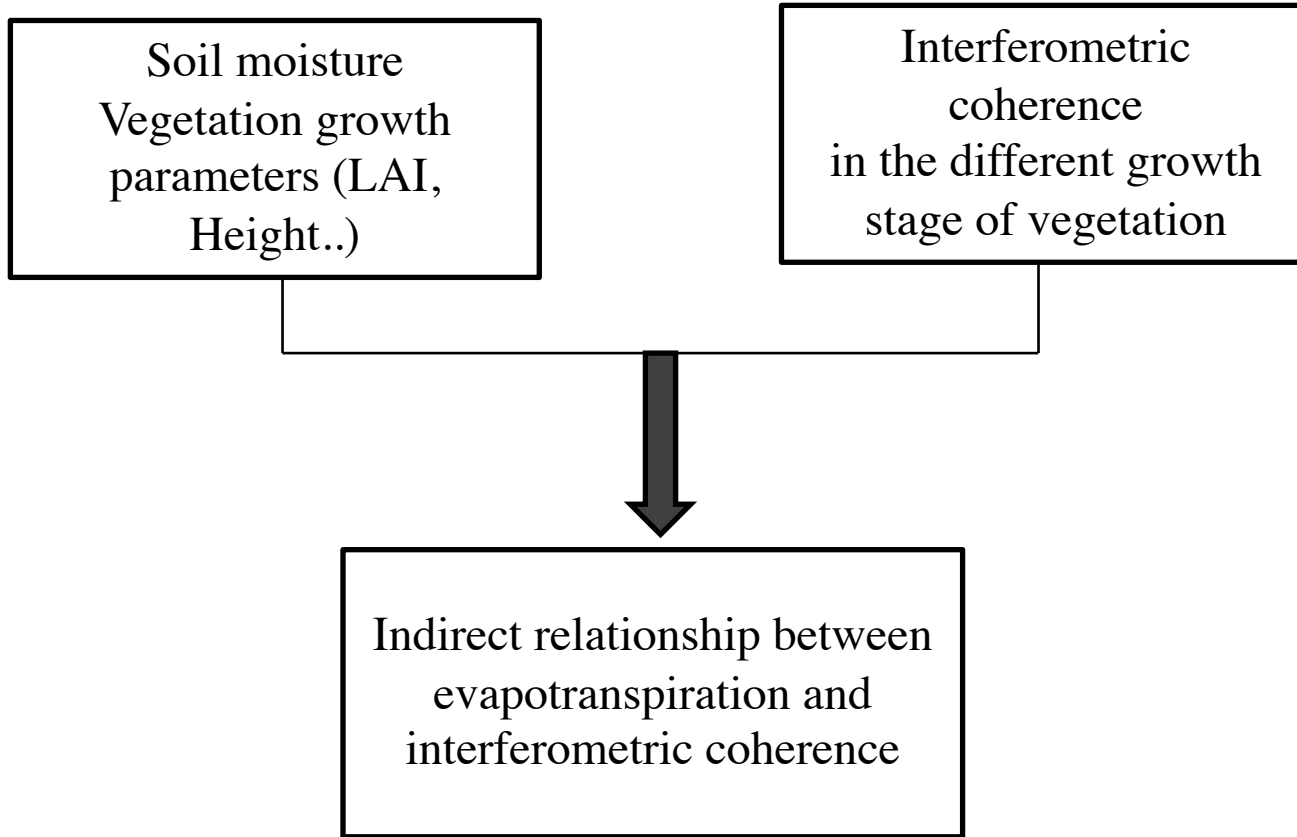 Soil moisture
Vegetation growth
parameters (LAI,
Height..)
Interferometric
coherence
in the different growth
stage of vegetation
Indirect relationship between
evapotranspiration and
interferometric coherence